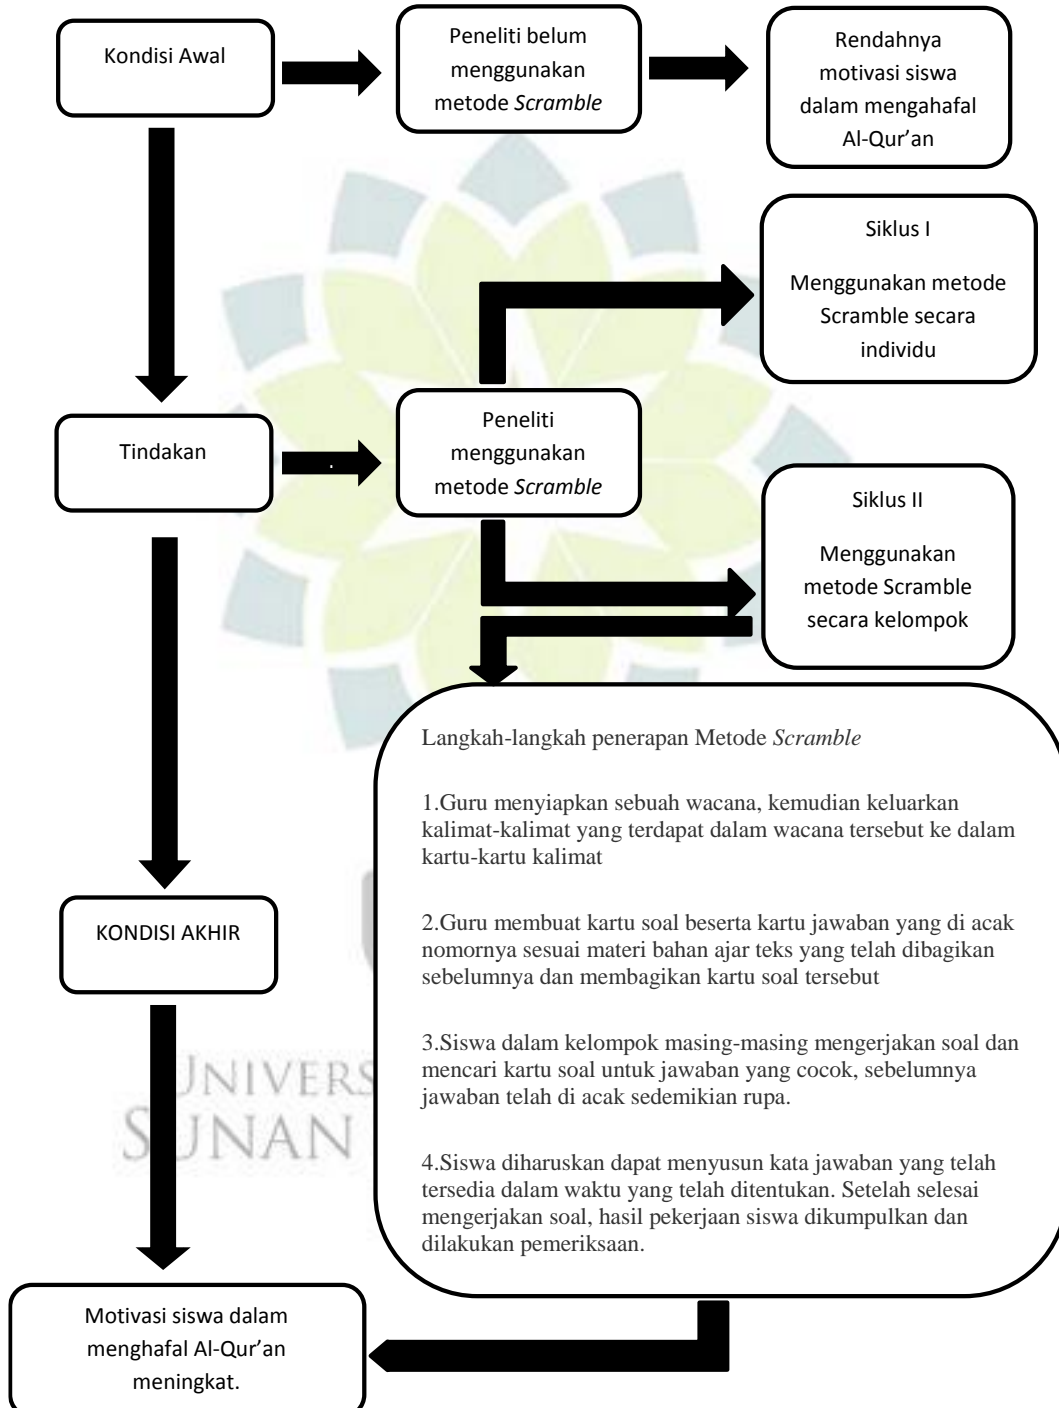 Kondisi Awal
Peneliti belum
menggunakan
metode Scramble
Rendahnya
motivasi siswa
dalam mengahafal
Al-Qur’an
Siklus I
Menggunakan metode
Scramble secara
individu
Tindakan
Peneliti
menggunakan
metode Scramble
Siklus II
Menggunakan
metode Scramble
secara kelompok
Langkah-langkah penerapan Metode Scramble
1.Guru menyiapkan sebuah wacana, kemudian keluarkan
kalimat-kalimat yang terdapat dalam wacana tersebut ke dalam
kartu-kartu kalimat
2.Guru membuat kartu soal beserta kartu jawaban yang di acak
nomornya sesuai materi bahan ajar teks yang telah dibagikan
sebelumnya dan membagikan kartu soal tersebut
3.Siswa dalam kelompok masing-masing mengerjakan soal dan
mencari kartu soal untuk jawaban yang cocok, sebelumnya
jawaban telah di acak sedemikian rupa.
4.Siswa diharuskan dapat menyusun kata jawaban yang telah
tersedia dalam waktu yang telah ditentukan. Setelah selesai
mengerjakan soal, hasil pekerjaan siswa dikumpulkan dan
dilakukan pemeriksaan.
KONDISI AKHIR
SUNAN
Motivasi siswa dalam
menghafal Al-Qur’an
meningkat.